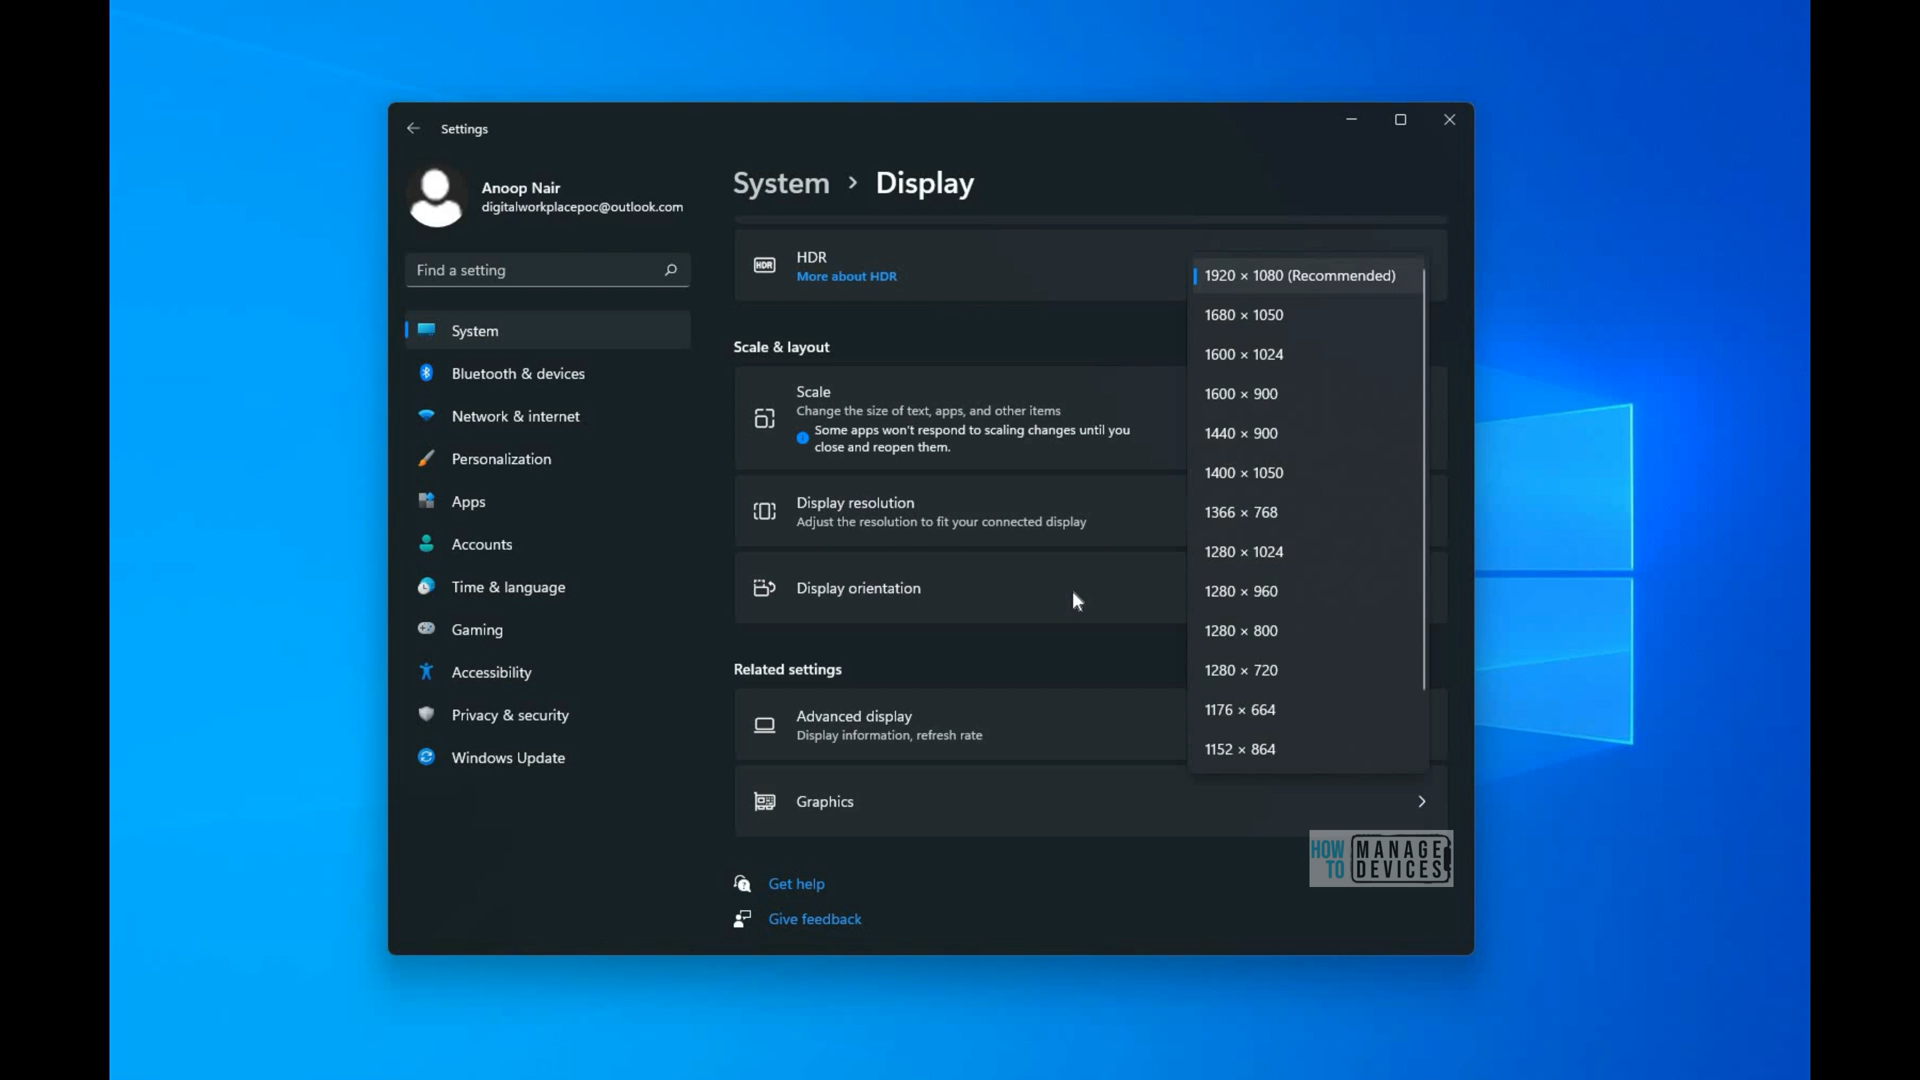 Settings
Anoop Nair
digitalworkplacepoc@outlook.com
Find a setting
System
Bluetooth & devices
Network & internet
Personalization
Apps
Accounts
Time & language
Gaming
Accessibility
Privacy & security
Windows Update
System > Display
HDR
HDR
More about HDR
Scale & layout
Scale
Change the size of text, apps, and other items
Some apps won't respond to scaling changes until you
close and reopen them.
Display resolution
Adjust the resolution to fit your connected display
Display orientation
Related settings
Advanced display
Display information, refresh rate
Graphics
Get help
Give feedback
1920 × 1080 (Recommended)
1680 × 1050
1600 × 1024
1600 × 900
1440 × 900
1400 × 1050
1366 × 768
1280 × 1024
1280 × 960
1280 × 800
1280 × 720
1176 × 664
1152 × 864
HOW TO
MANAGE
DEVICES